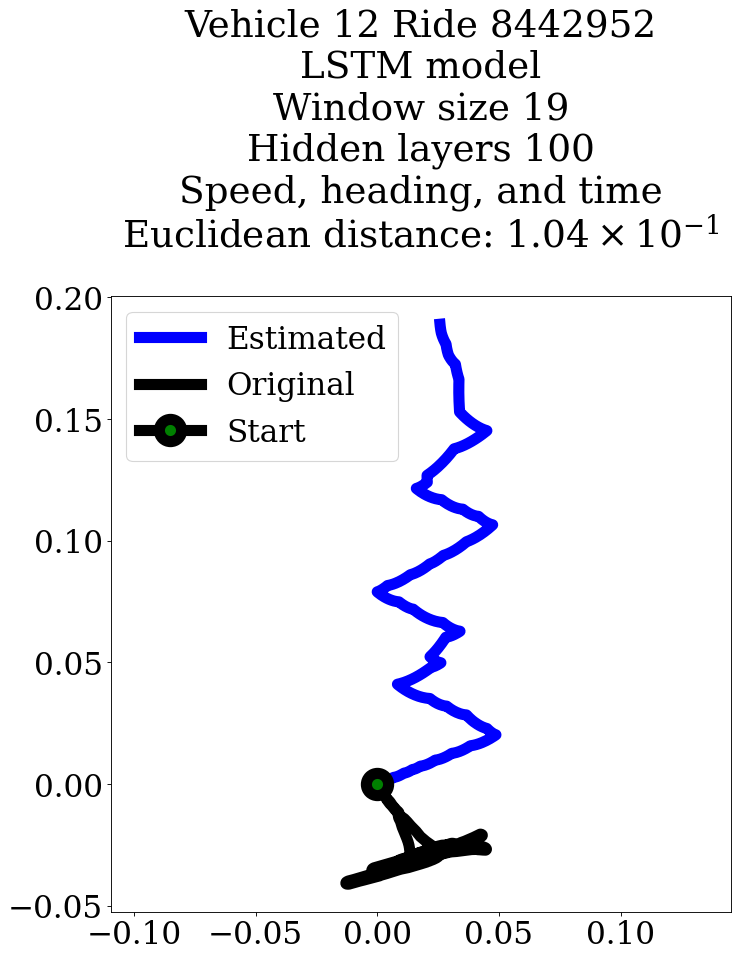 Vehicle 12 Ride 8442952
LSTM model
Window size 19
Hidden layers 100
Speed, heading, and time
Euclidean distance: 1.04 × 10⁻¹
0.20
0.15
0.10
0.05
0.00
−0.05
Estimated
Original
Start
−0.10 −0.05 0.00 0.05 0.10